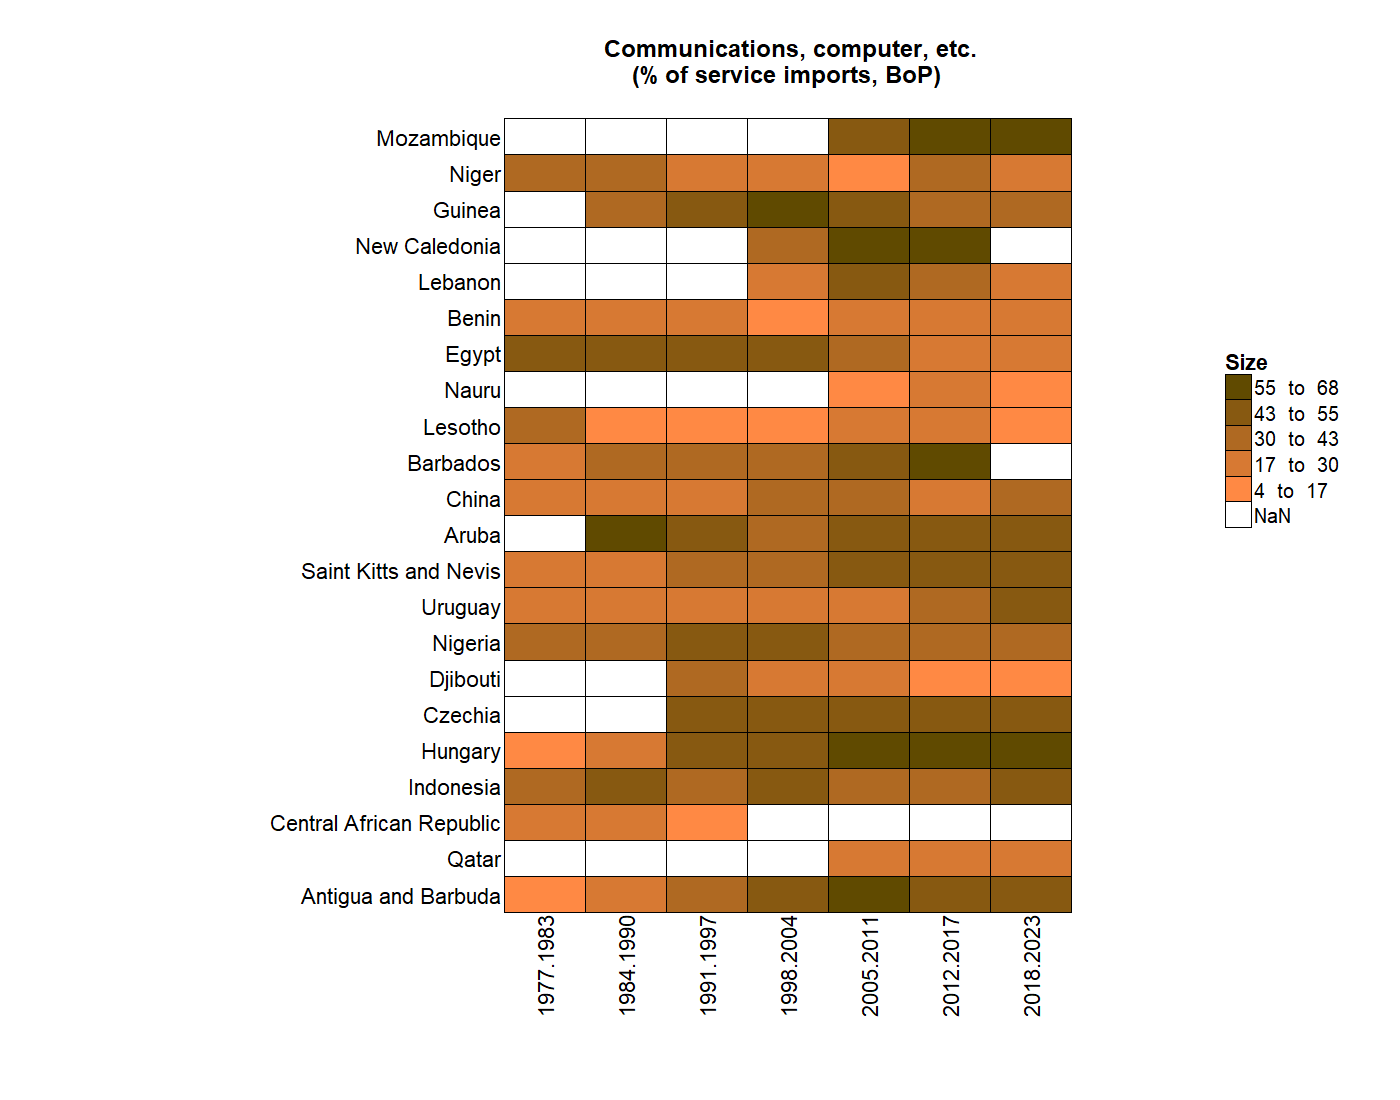 Communications, computer, etc.
(% of service imports, BoP)
Mozambique
Niger
Guinea
New Caledonia
Lebanon
Benin
Egypt
Nauru
Lesotho
Barbados
China
Aruba
Saint Kitts and Nevis
Uruguay
Nigeria
Djibouti
Czechia
Hungary
Indonesia
Central African Republic
Qatar
Antigua and Barbuda
1977.1983
1984.1990
1991.1997
1998.2004
2005.2011
2012.2017
2018.2023
Size
55 to 68
43 to 55
30 to 43
17 to 30
4 to 17
NaN